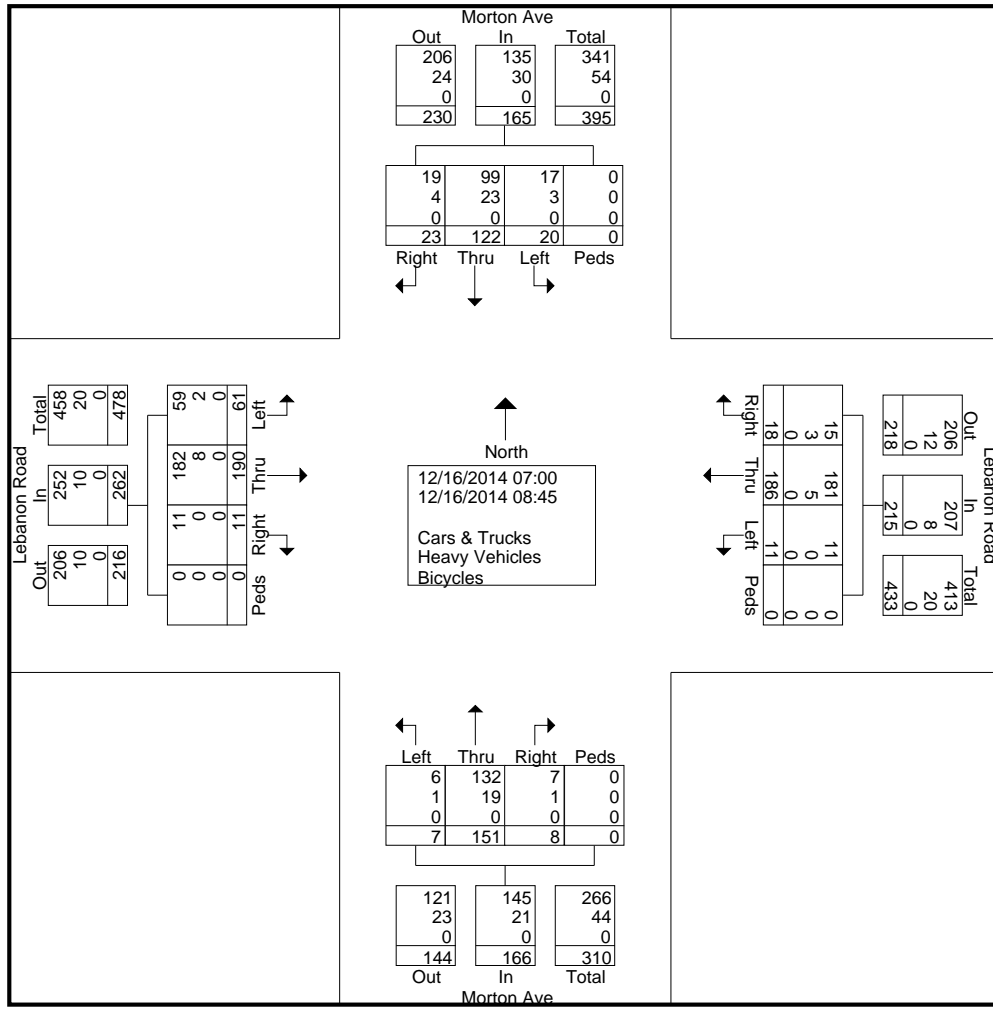 Morton Ave
Out In Total
206 135 341
24 30 54
0 0 0
230 165 395
19 99 17 0
4 23 3 0
0 0 0 0
23 122 20 0
Right Thru Left Peds
Lebanon Road
Total In Out
458 252 206
20 10 10
0 0 0
478 262 216
59 182 11 0
2 8 0 0
0 0 0 0
61 190 11 0
Left Thru Right Peds
North
12/16/2014 07:00
12/16/2014 08:45
Cars & Trucks
Heavy Vehicles
Bicycles
Lebanon Road
Out In Total
206 207 413
12 8 20
0 0 0
218 215 433
15 181 11 0
3 5 0 0
0 0 0 0
18 186 11 0
Right Thru Left Peds
Left Thru Right Peds
6 132 7 0
1 19 1 0
0 0 0 0
7 151 8 0
121 145 266
23 21 44
0 0 0
144 166 310
Out In Total
Morton Ave